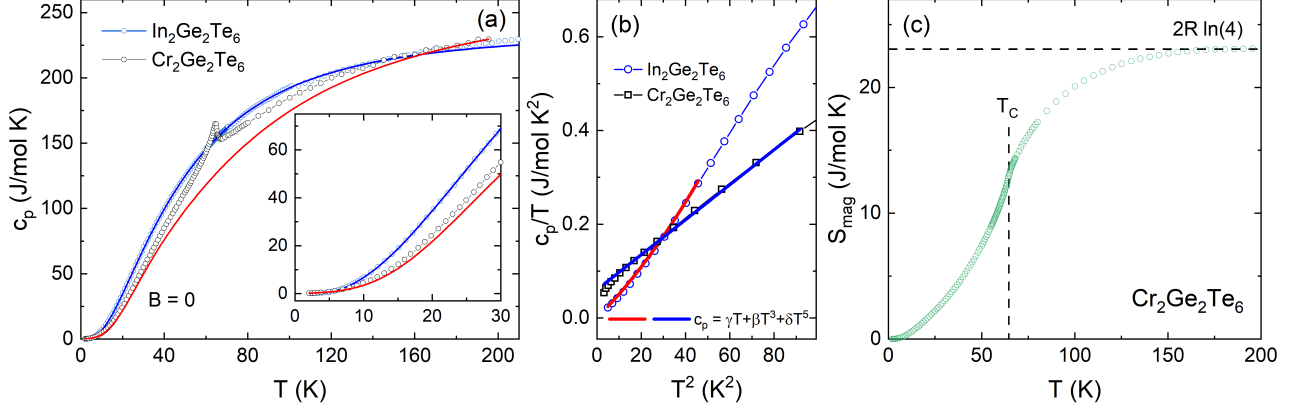 (a)
In₂Ge₂Te₆
Cr₂Ge₂Te₆
B = 0
cₚ (J/mol K)
0
50
100
150
200
250
T (K)
0
40
80
120
160
200
0
20
40
60
0
10
20
30
(b)
In₂Ge₂Te₆
Cr₂Ge₂Te₆
cₚ = γT+βT³+δT⁵
cₚ/T (J/mol K²)
0.0
0.2
0.4
0.6
T² (K²)
0
20
40
60
80
(c)
2R ln(4)
T_C
Cr₂Ge₂Te₆
S_mag (J/mol K)
0
10
20
T (K)
0
50
100
150
200